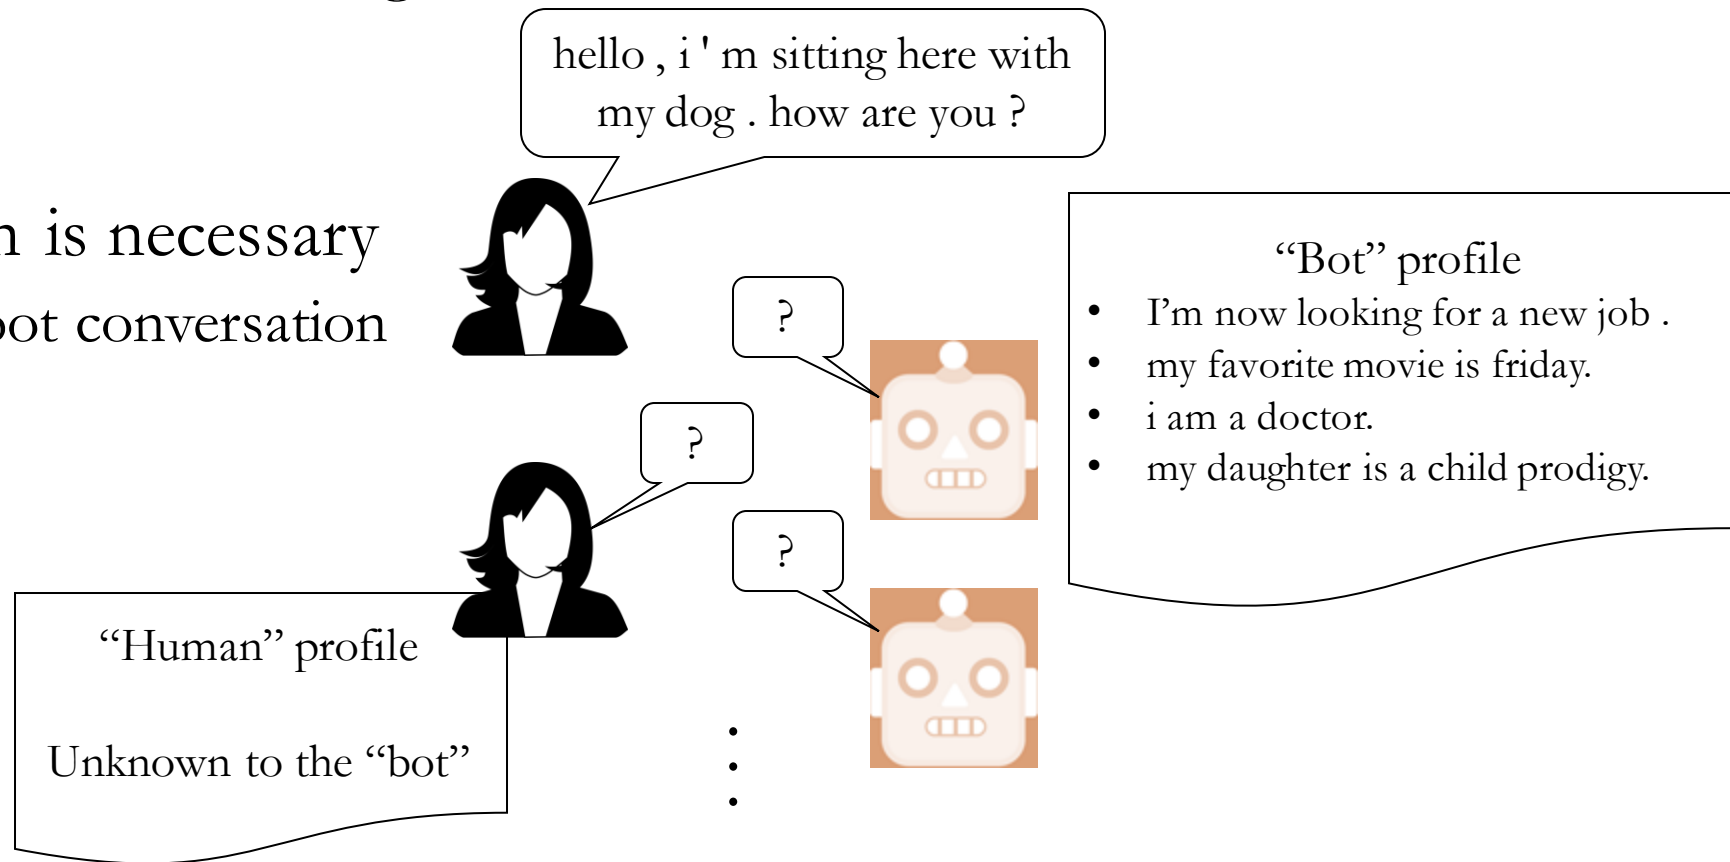 hello , i ' m sitting here with
my dog . how are you ?
is necessary
conversation
?
?
?
“Bot” profile
• I’m now looking for a new job .
• my favorite movie is friday.
• i am a doctor.
• my daughter is a child prodigy.
“Human” profile
Unknown to the “bot”